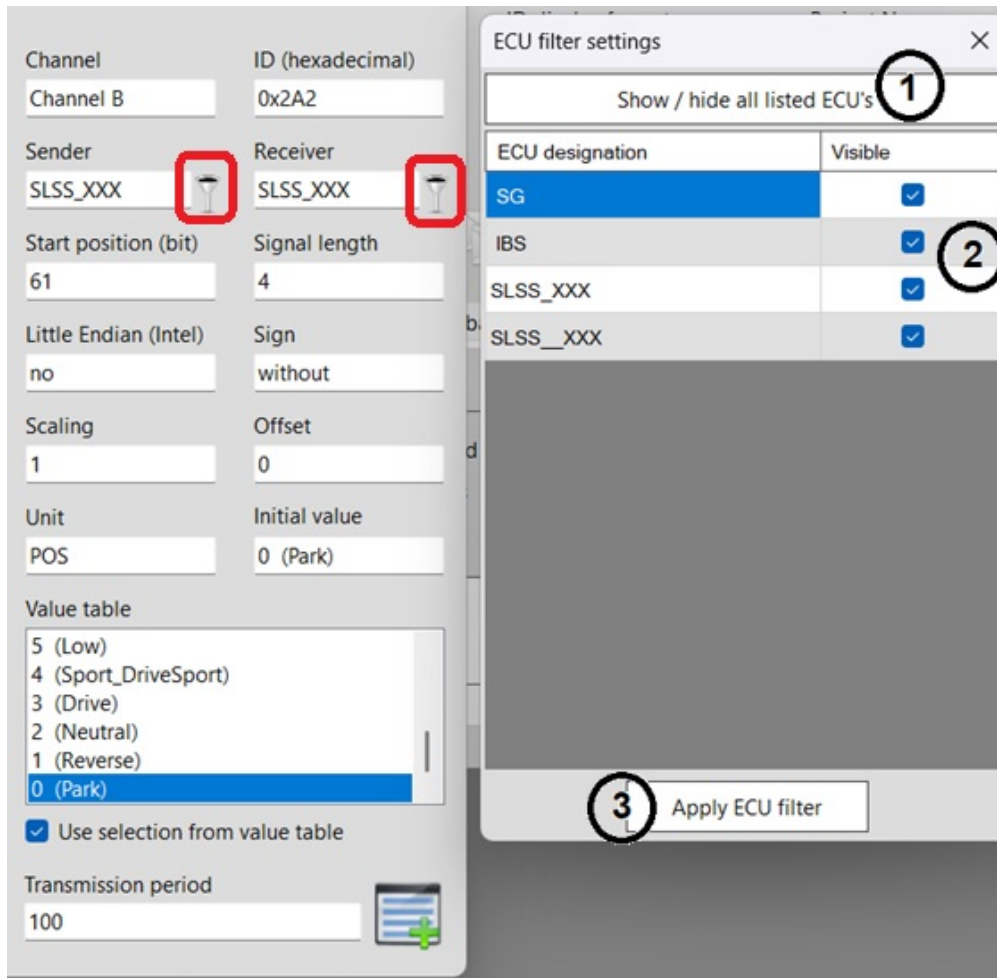 Channel
ID (hexadecimal)
Channel B
0x2A2
Sender
Receiver
SLSS_XXX
SLSS_XXX
Start position (bit)
Signal length
61
4
Little Endian (Intel)
Sign
no
without
Scaling
Offset
1
0
Unit
Initial value
POS
0 (Park)
Value table
5 (Low)
4 (Sport_DriveSport)
3 (Drive)
2 (Neutral)
1 (Reverse)
0 (Park)
Use selection from value table
Transmission period
100
ECU filter settings
Show / hide all listed ECU's
1
ECU designation
Visible
SG
IBS
2
SLSS_XXX
SLSS__XXX
3
Apply ECU filter